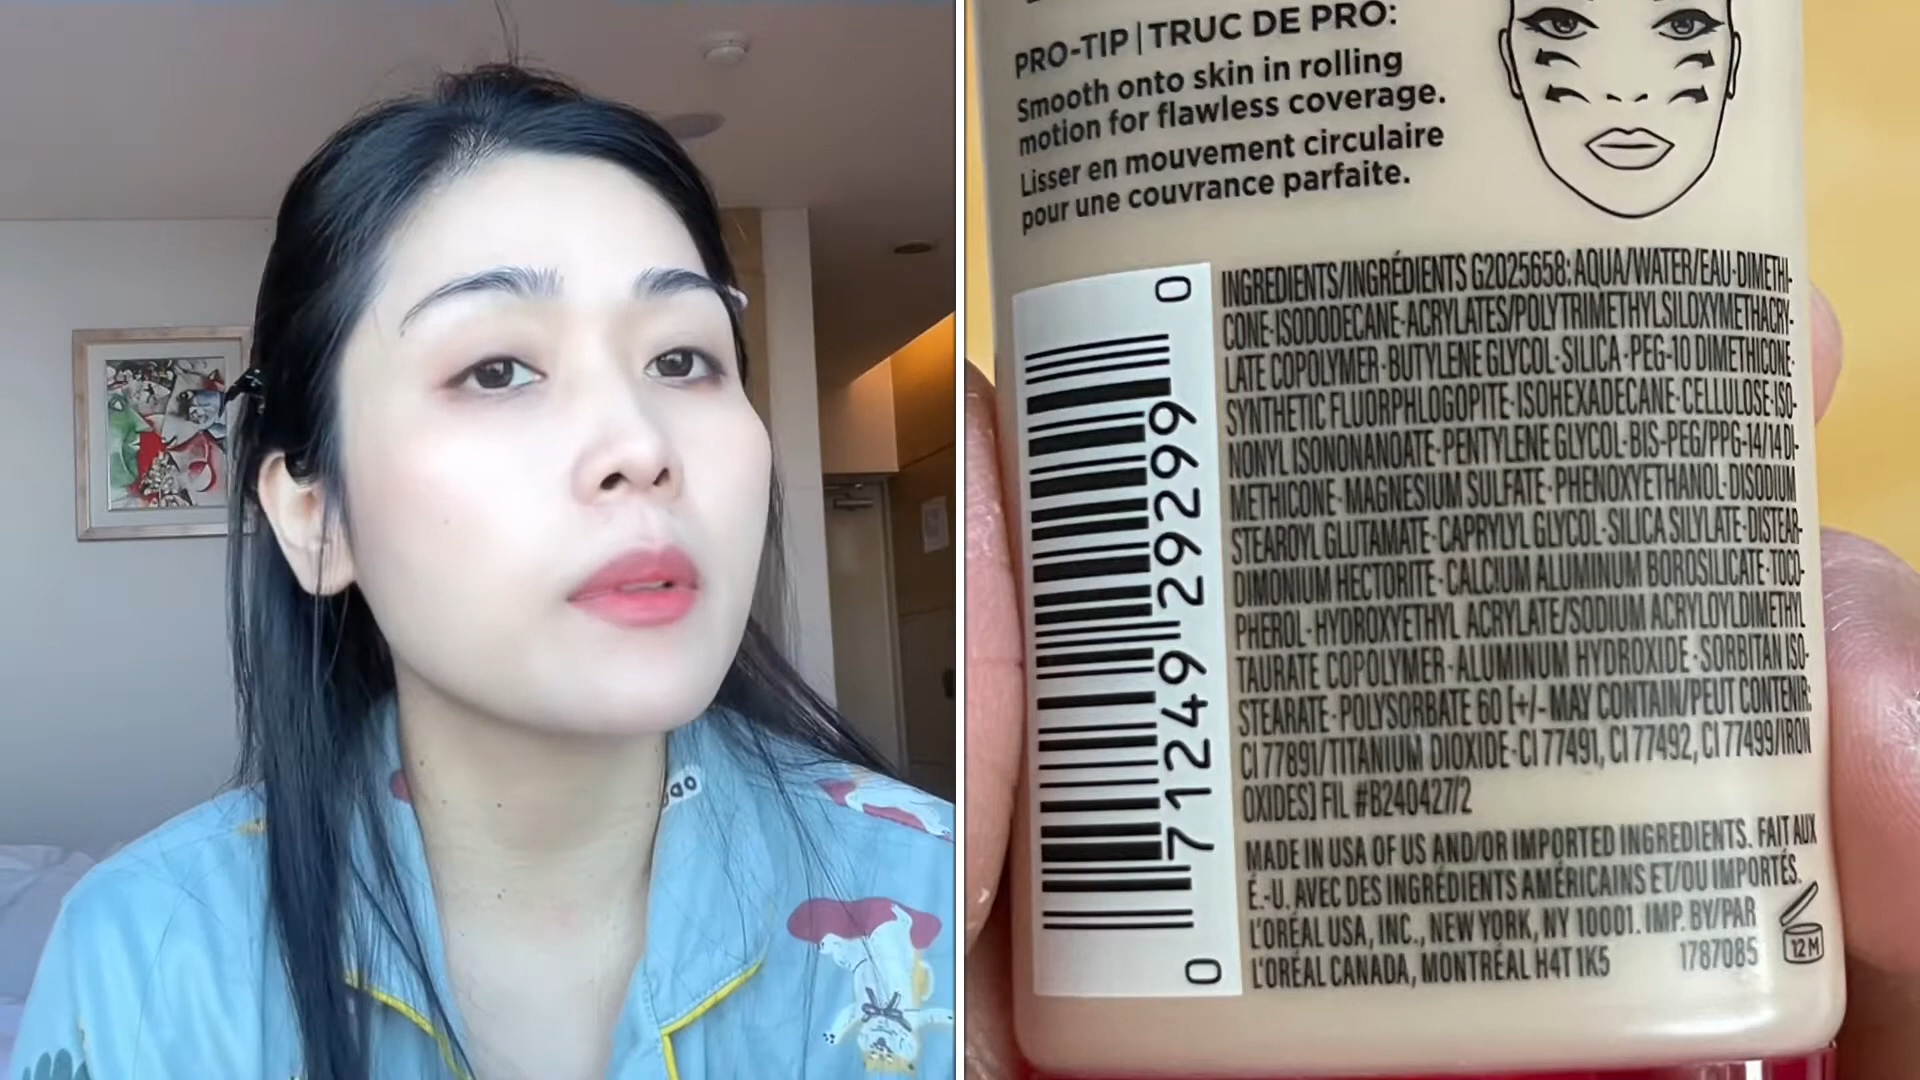 PRO-TIP | TRUC DE PRO:
Smooth onto skin in rolling
motion for flawless coverage.
Lisser en mouvement circulaire
pour une couvrance parfaite.
INGREDIENTS/INGRÉDIENTS G2025658: AQUA/WATER/EAU·DIMETHI-
CONE·ISODODECANE·ACRYLATES/POLYTRIMETHYLSILOXYMETHACRY-
LATE COPOLYMER·BUTYLENE GLYCOL·SILICA·PEG-10 DIMETHICONE·
SYNTHETIC FLUORPHLOGOPITE·ISOHEXADECANE·CELLULOSE·ISO-
NONYL ISONONANOATE·PENTYLENE GLYCOL·BIS-PEG/PPG-14/14 DI-
METHICONE·MAGNESIUM SULFATE·PHENOXYETHANOL·DISODIUM
STEAROYL GLUTAMATE·CAPRYLYL GLYCOL·SILICA SILYLATE·DISTEAR-
DIMONIUM HECTORITE·CALCIUM ALUMINUM BOROSILICATE·TOCO-
PHEROL·HYDROXYETHYL ACRYLATE/SODIUM ACRYLOYLDIMETHYL
TAURATE COPOLYMER·ALUMINUM HYDROXIDE·SORBITAN ISO-
STEARATE·POLYSORBATE 60 [+/- MAY CONTAIN/PEUT CONTENIR:
CI 77891/TITANIUM DIOXIDE·CI 77491, CI 77492, CI 77499/IRON
OXIDES] FIL #B240427/2
MADE IN USA OF US AND/OR IMPORTED INGREDIENTS. FAIT AUX
É.-U. AVEC DES INGRÉDIENTS AMÉRICAINS ET/OU IMPORTÉS.
L'ORÉAL USA, INC., NEW YORK, NY 10001. IMP. BY/PAR
L'ORÉAL CANADA, MONTRÉAL H4T 1K5 1787085
12M
0 71249 29299 0